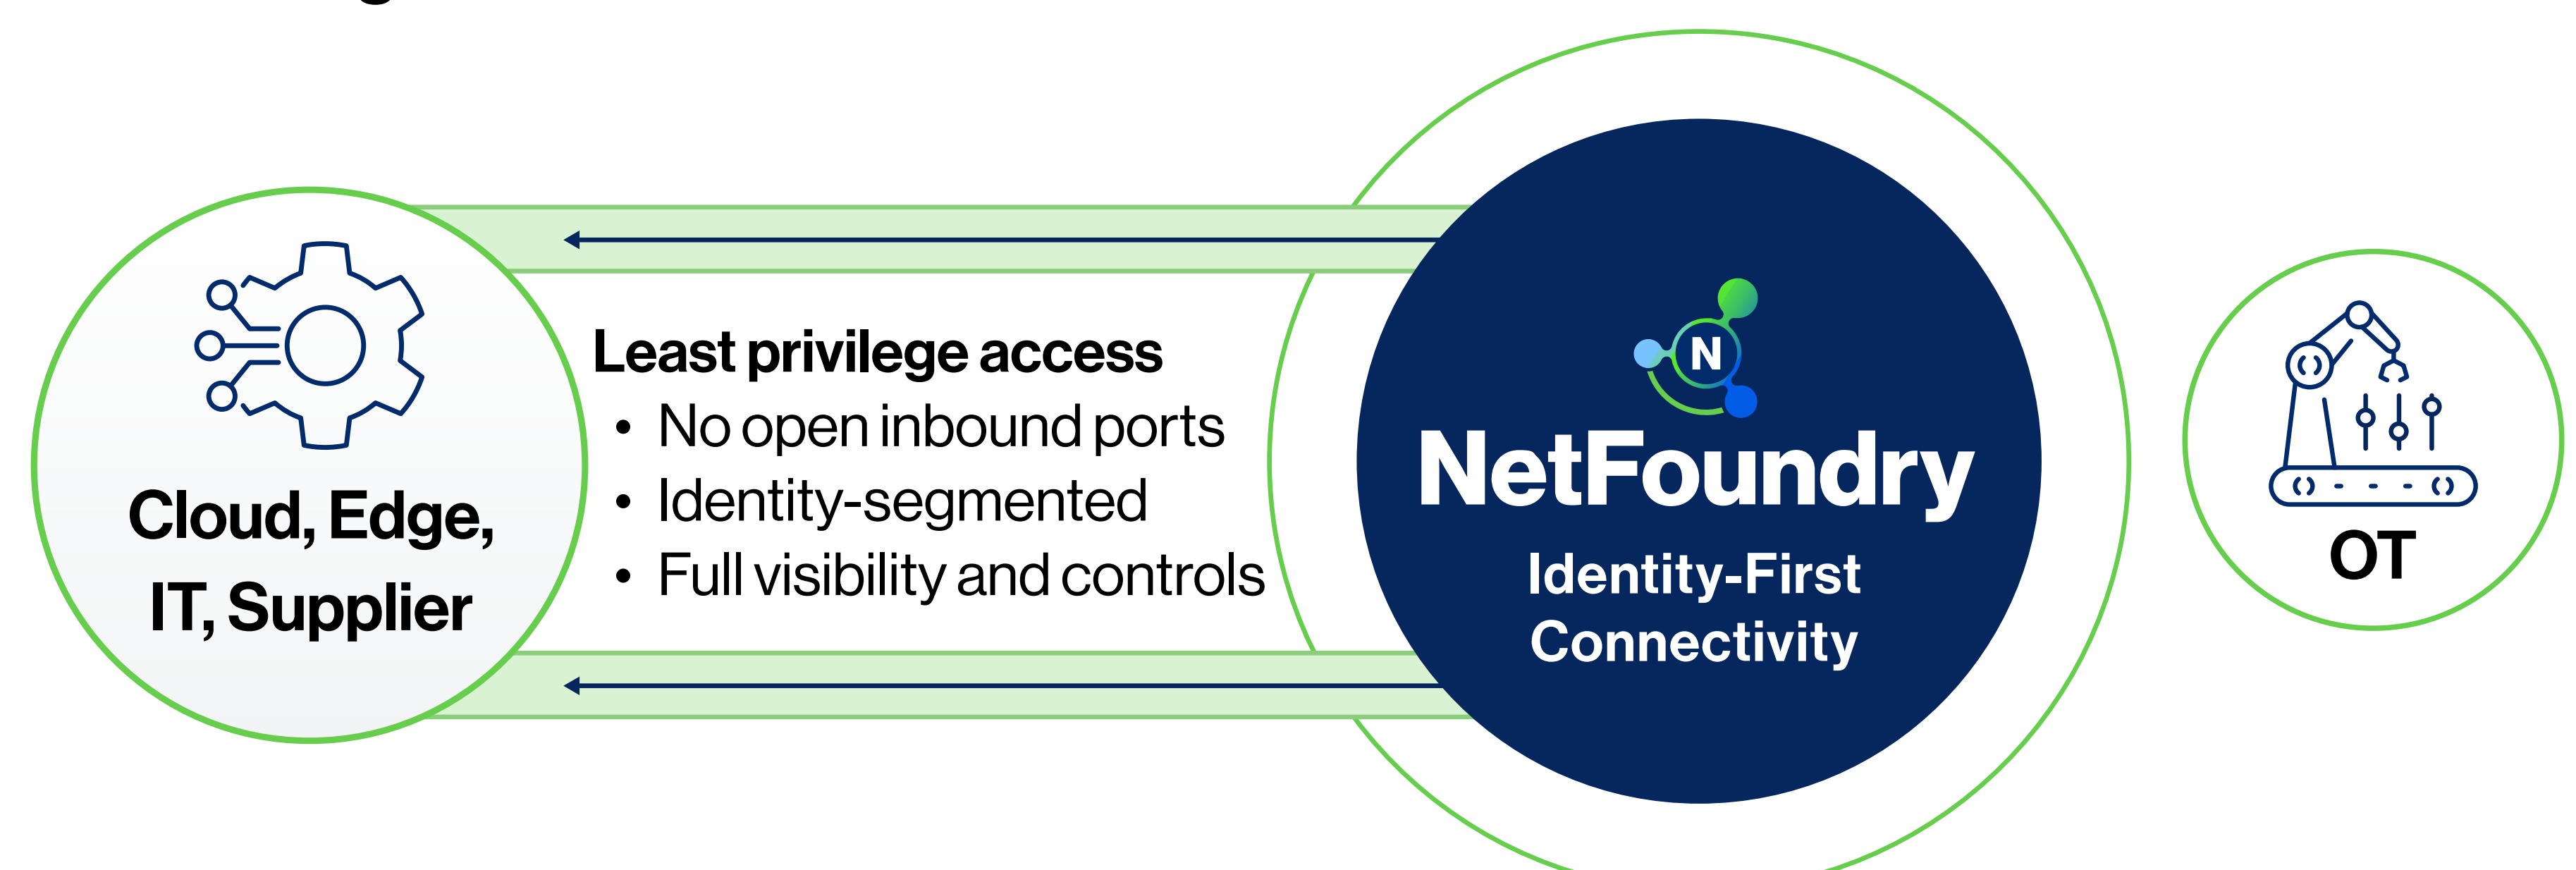 Cloud, Edge,
IT, Supplier
Least privilege access
• No open inbound ports
• Identity-segmented
• Full visibility and controls
N
NetFoundry
Identity-First
Connectivity
OT